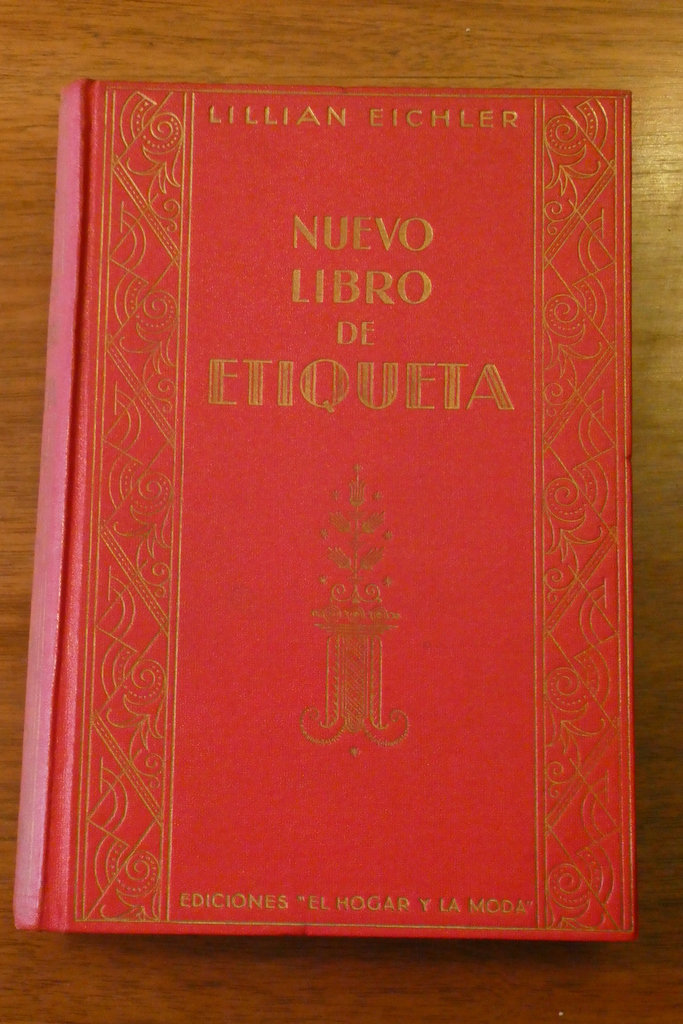 LILLIAN EICHLER
NUEVO
LIBRO
DE
ETIQUETA
EDICIONES "EL HOGAR Y LA MODA"